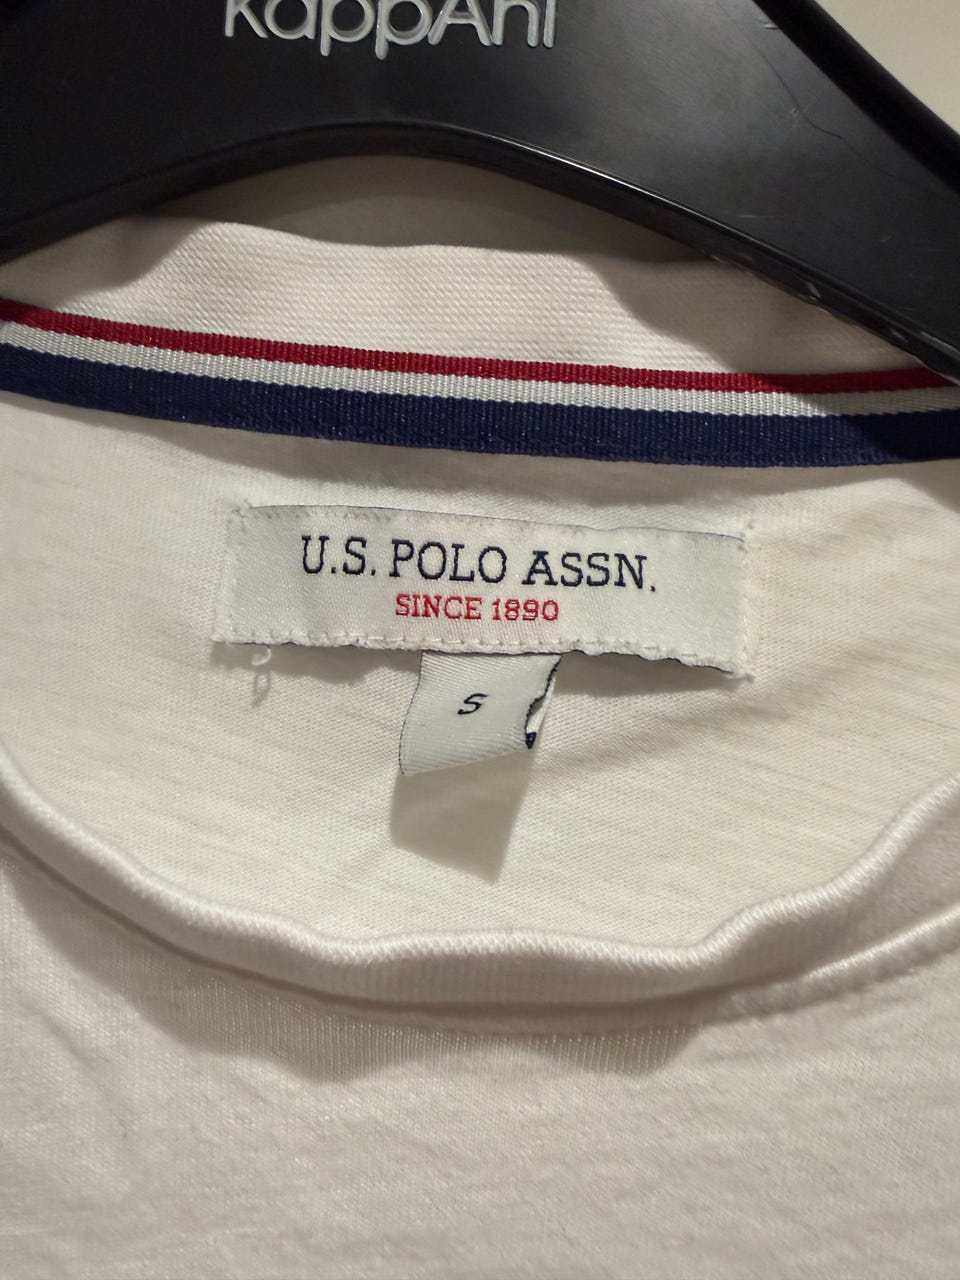 KappAhl
U.S. POLO ASSN.
SINCE 1890
S